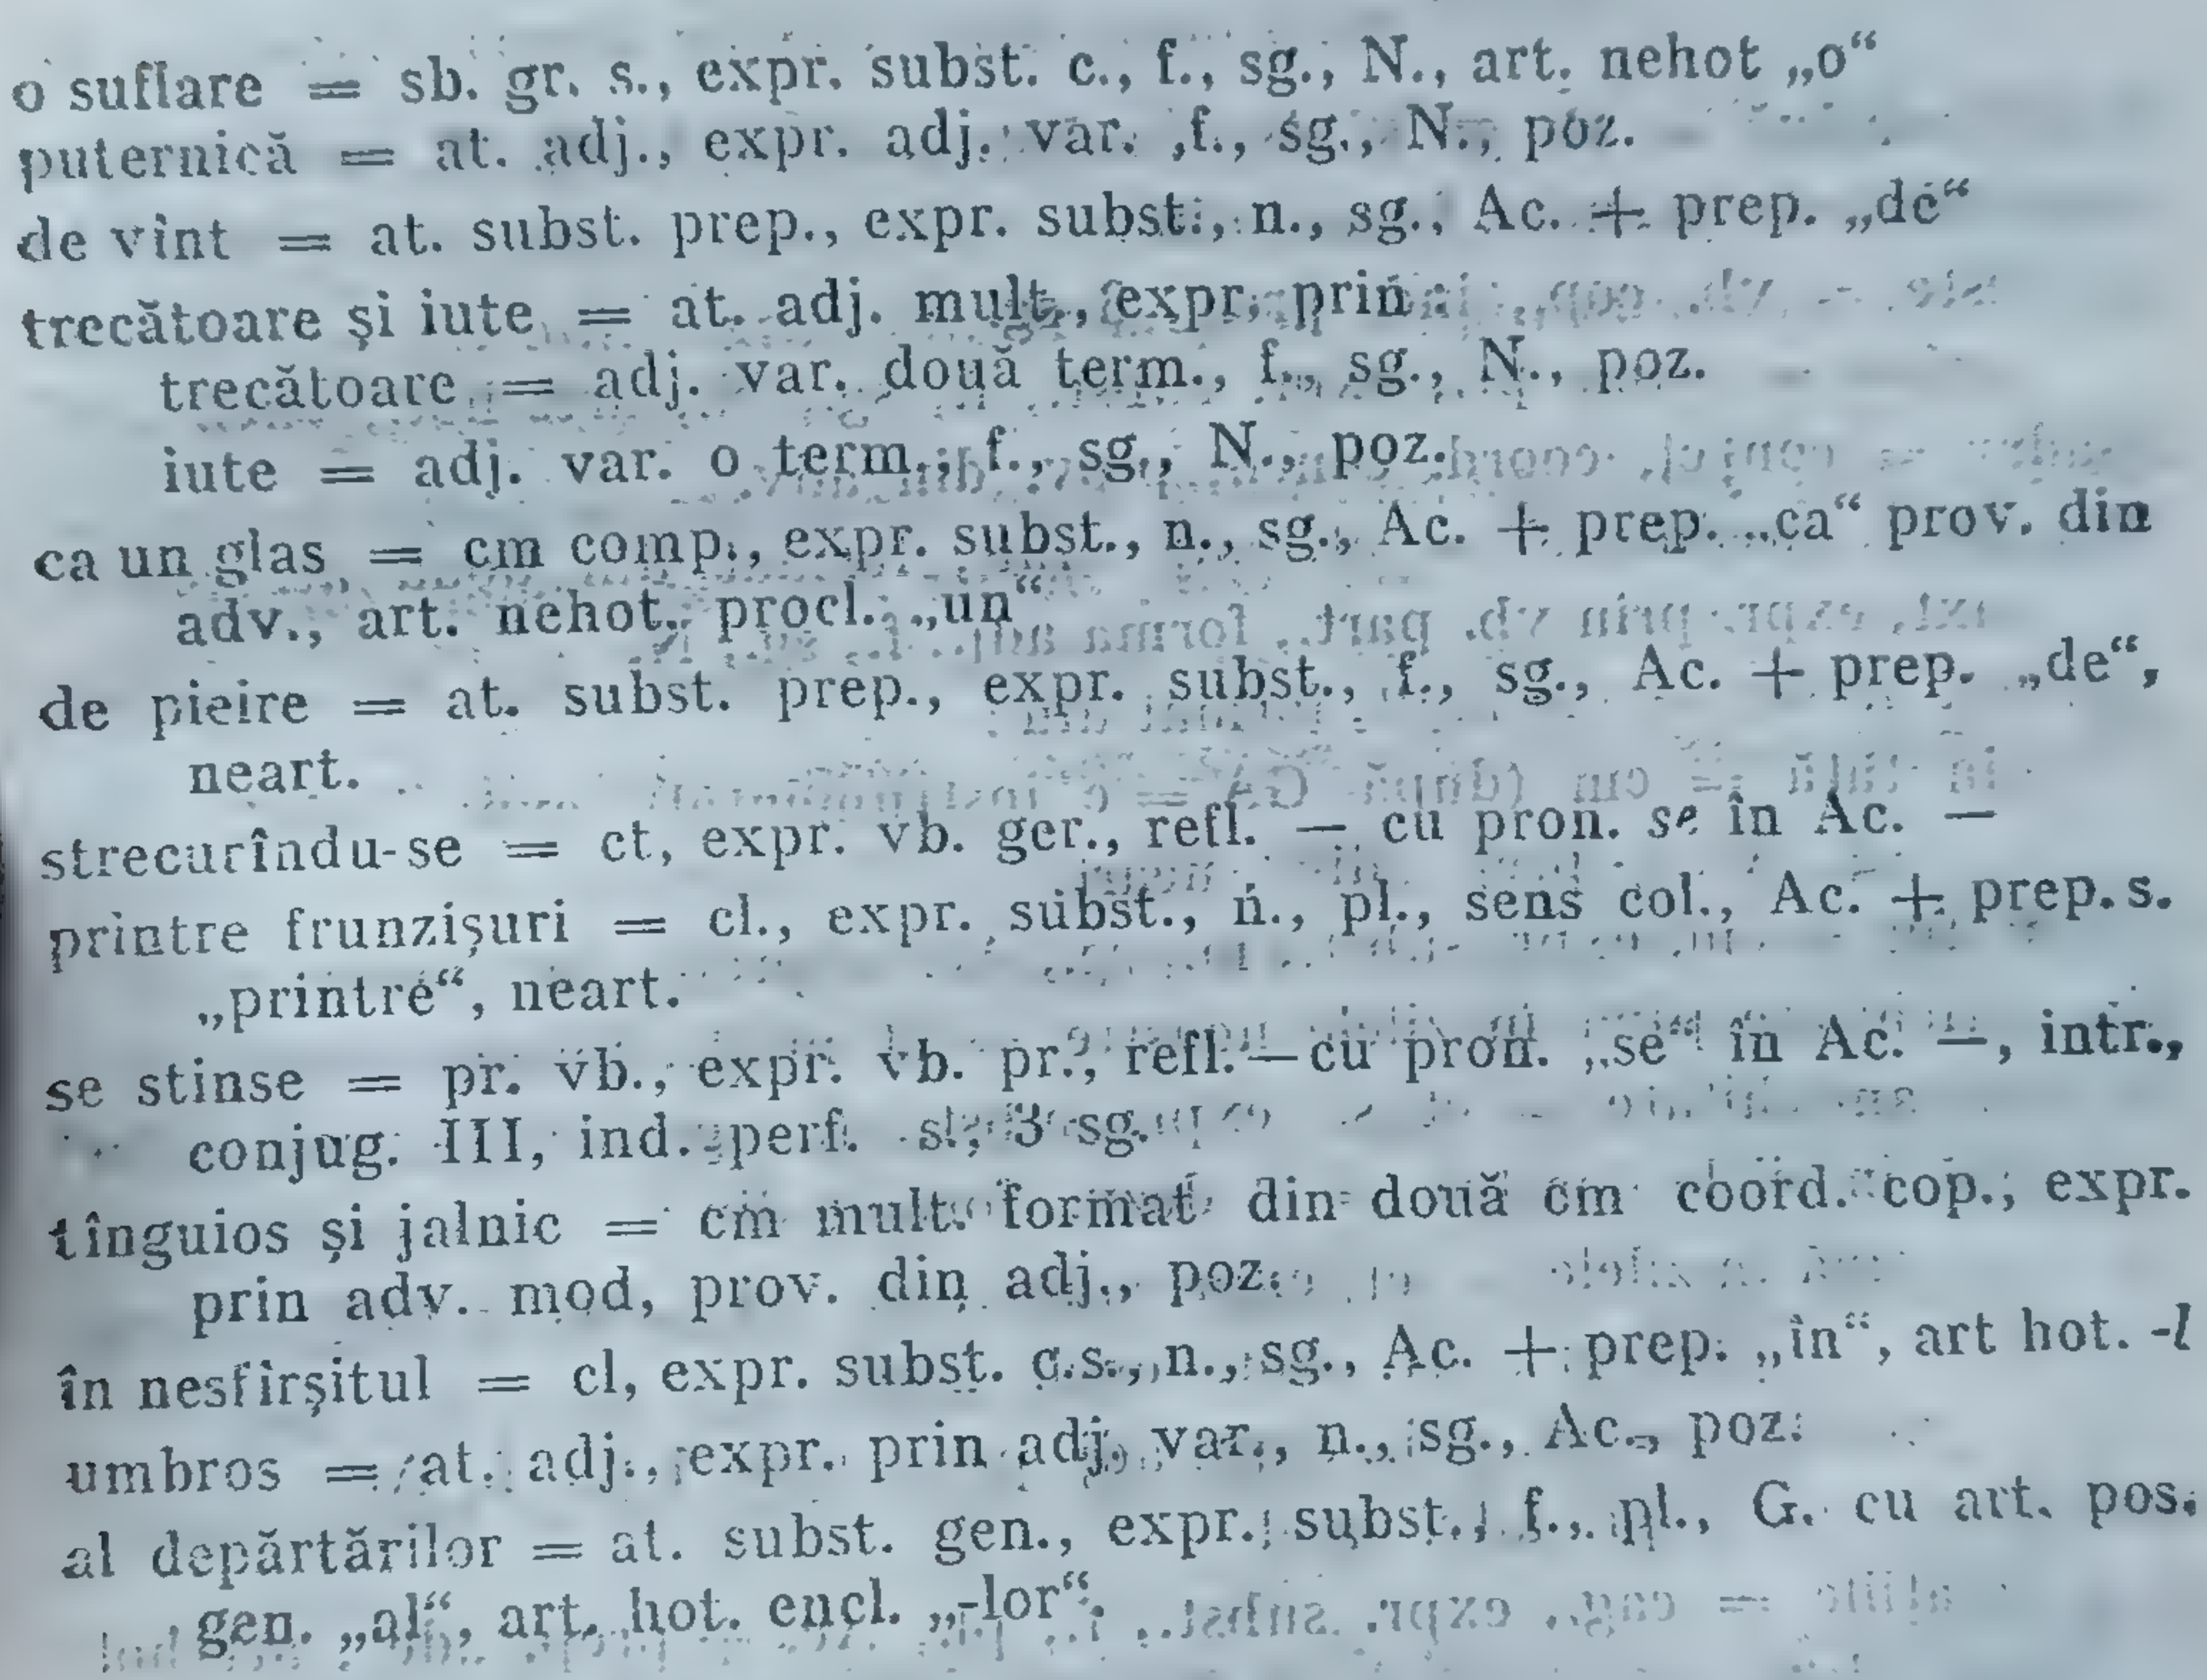 o suflare = sb. gr. s., expr. subst. c., f., sg., N., art. nehot „o“
puternică = at. adj., expr. adj. var. f., sg., N., poz.
de vînt = at. subst. prep., expr. subst., n., sg., Ac. + prep. „de“
trecătoare şi iute = at. adj. mult., expr. prin
trecătoare = adj. var. două term., f., sg., N., poz.
iute = adj. var. o term., f., sg., N., poz.
ca un glas = cm comp., expr. subst., n., sg., Ac. + prep. „ca“ prov. din
adv., art. nehot. procl. „un“
de pieire = at. subst. prep., expr. subst., f., sg., Ac. + prep. „de“,
neart.
strecurîndu-se = ct, expr. vb. ger., refl. — cu pron. se în Ac. —
printre frunzişuri = cl., expr. subst., n., pl., sens col., Ac. + prep. s.
„printre“, neart.
se stinse = pr. vb., expr. vb. pr., refl. — cu pron. „se“ în Ac. —, intr.,
conjug. III, ind. perf. s., 3 sg.
tînguios şi jalnic = cm mult. format din două cm coord. cop., expr.
prin adv. mod, prov. din adj., poz.
în nesfîrşitul = cl, expr. subst. c.s., n., sg., Ac. + prep. „în“, art hot. -l
umbros = at. adj., expr. prin adj. var., n., sg., Ac., poz.
al depărtărilor = at. subst. gen., expr. subst., f., pl., G. cu art. pos.
gen. „al“, art. hot. encl. „-lor“.